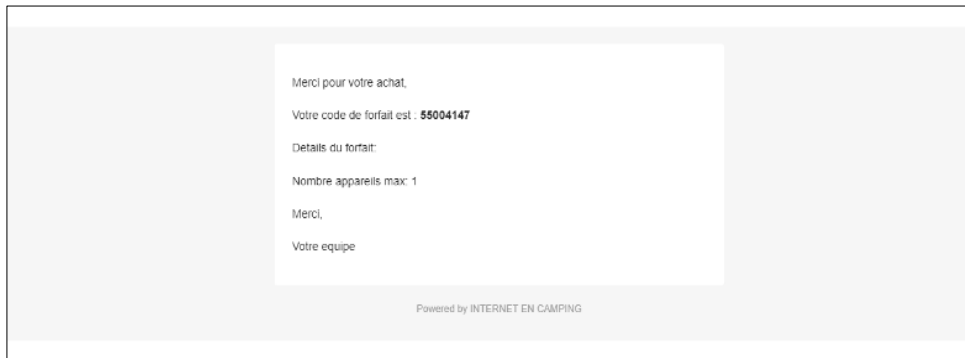 Merci pour votre achat,
Votre code de forfait est : 55004147
Details du forfait:
Nombre appareils max: 1
Merci,
Votre equipe
Powered by INTERNET EN CAMPING